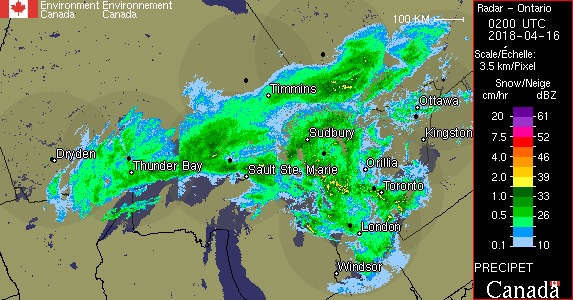 Environment Environnement
Canada Canada
100 KM
Timmins
Ottawa
Sudbury
Kingston
Dryden
Thunder Bay
Sault Ste. Marie
Orillia
Toronto
London
Windsor
Radar - Ontario
0200 UTC
2018-04-16
Scale/Échelle:
3.5 km/Pixel
Snow/Neige
cm/hr dBZ
20 61
7.5 57
5.0 52
4.0 46
2.0 39
1.0 33
0.5 26
0.1 10
PRECIPET
Canada